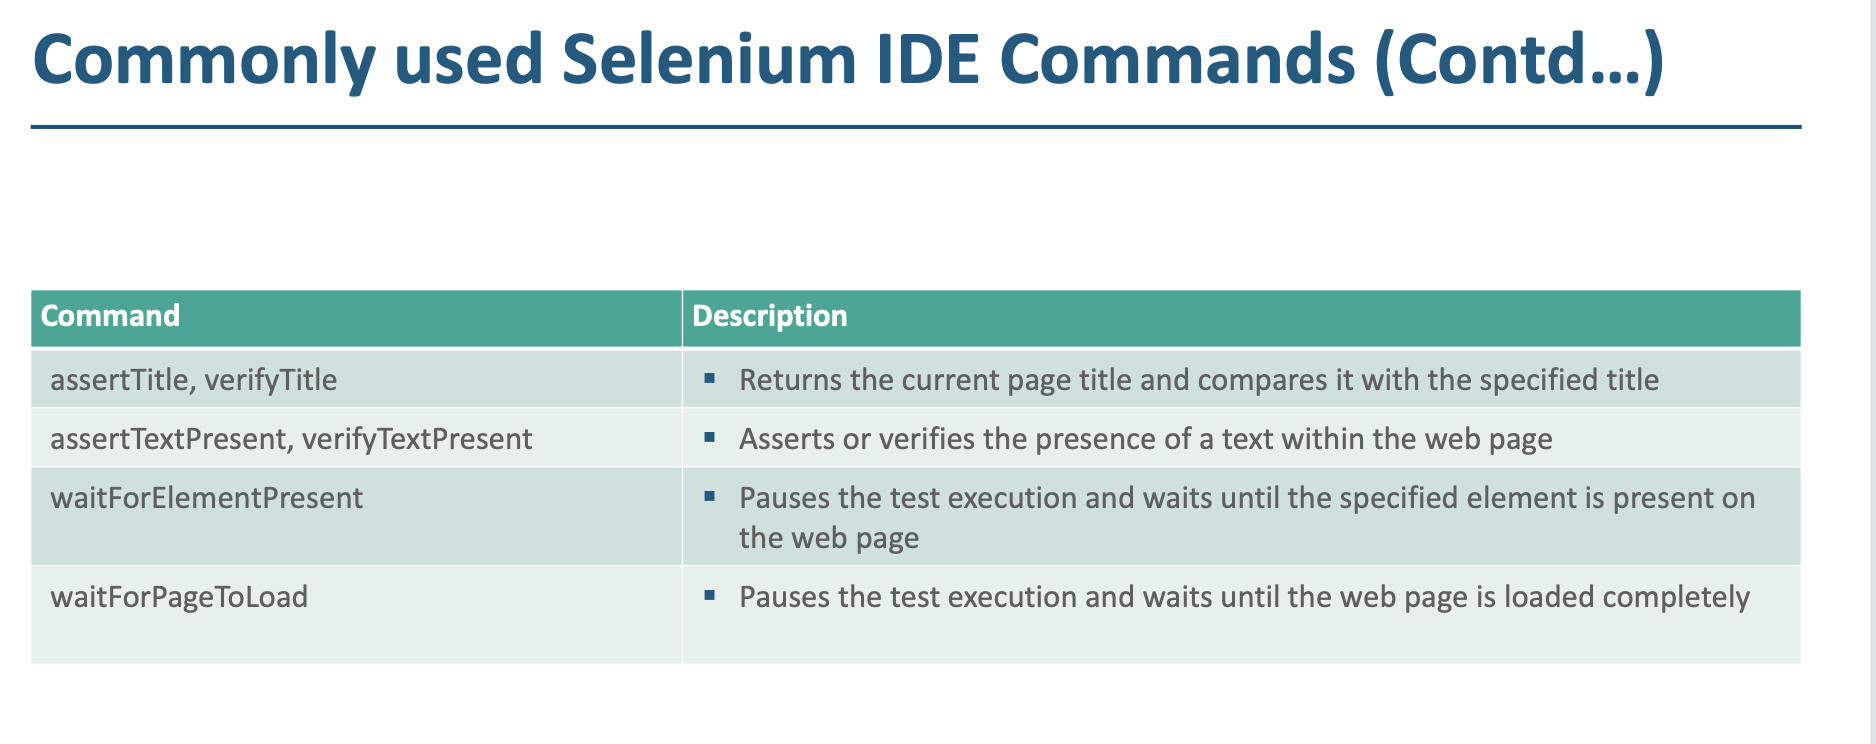 Commonly used Selenium IDE Commands (Contd...)
Command
Description
assertTitle, verifyTitle
▪ Returns the current page title and compares it with the specified title
assertTextPresent, verifyTextPresent
▪ Asserts or verifies the presence of a text within the web page
waitForElementPresent
▪ Pauses the test execution and waits until the specified element is present on
the web page
waitForPageToLoad
▪ Pauses the test execution and waits until the web page is loaded completely